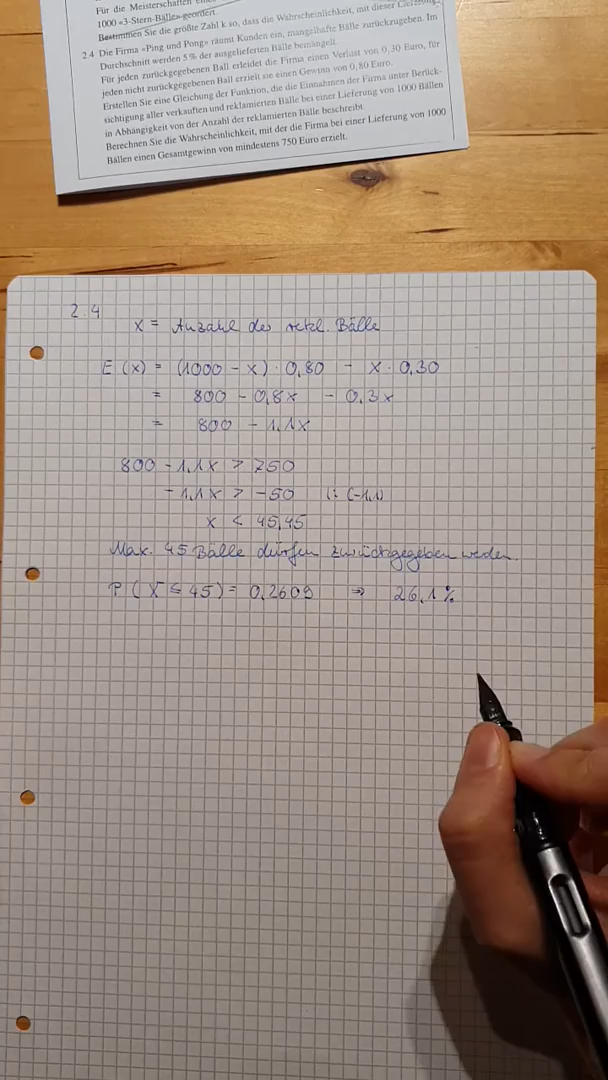 Für die Meisterschaften
1000 «3-Stern-Bälle» geordert.
Bestimmen Sie die größte Zahl k so, dass die Wahrscheinlichkeit, mit dieser
2.4 Die Firma «Ping und Pong» räumt Kunden ein, mangelhafte Bälle zurückzugeben. Im
Durchschnitt werden 5 % der ausgelieferten Bälle bemängelt.
Für jeden zurückgegebenen Ball erleidet die Firma einen Verlust von 0,30 Euro, für
jeden nicht zurückgegebenen Ball erzielt sie einen Gewinn von 0,80 Euro.
Erstellen Sie eine Gleichung der Funktion, die die Einnahmen der Firma unter Berück-
sichtigung aller verkauften und reklamierten Bälle bei einer Lieferung von 1000 Bällen
in Abhängigkeit von der Anzahl der reklamierten Bälle beschreibt.
Berechnen Sie die Wahrscheinlichkeit, mit der die Firma bei einer Lieferung von 1000
Bällen einen Gesamtgewinn von mindestens 750 Euro erzielt.
2.4
x = Anzahl der rekl. Bälle
E(x) = (1000 - x) · 0,80 - x · 0,30
= 800 - 0,8x - 0,3x
= 800 - 1,1x
800 - 1,1x > 750
- 1,1x > -50 |: (-1,1)
x < 45,45
Max. 45 Bälle dürfen zurückgegeben werden.
P(X ≤ 45) = 0,2609 ⇒ 26,1%